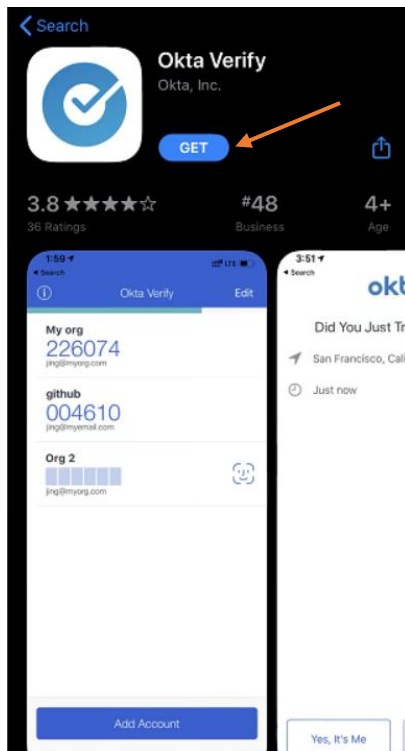 Search
Okta Verify
Okta, Inc.
GET
3.8 ★★★★☆
#48
4+
36 Ratings
Business
Age
1:59
Search
LTE
Okta Verify
Edit
My org
226074
jing@myorg.com
github
004610
jing@myemail.com
Org 2
jing@myorg.com
Add Account
3:51
Search
okt
Did You Just Tr
San Francisco, Cali
Just now
Yes, It's Me